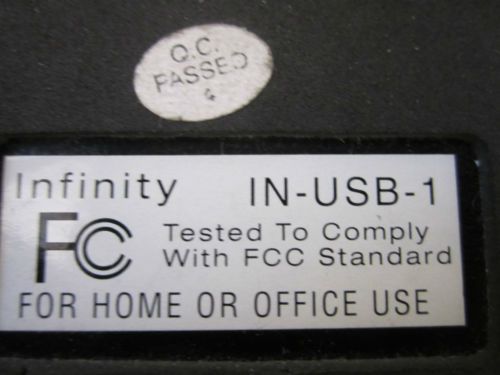 Q.C.
PASSED
4
Infinity IN-USB-1
FC Tested To Comply
With FCC Standard
FOR HOME OR OFFICE USE